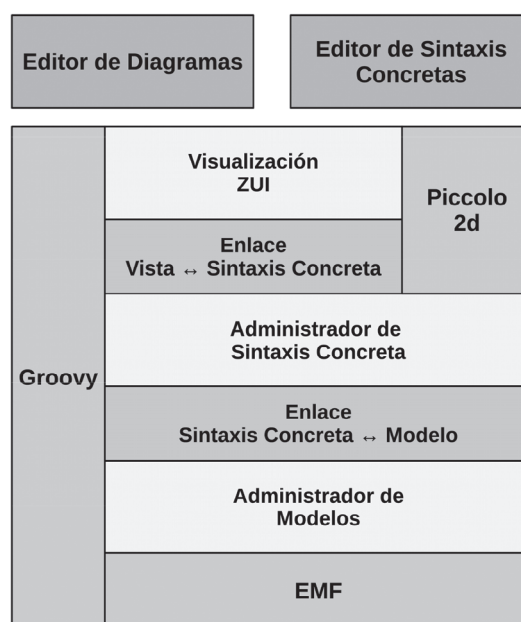 Editor de Diagramas
Editor de Sintaxis
Concretas
Visualización
ZUI
Piccolo
2d
Enlace
Vista ↔ Sintaxis Concreta
Administrador de
Sintaxis Concreta
Groovy
Enlace
Sintaxis Concreta ↔ Modelo
Administrador de
Modelos
EMF